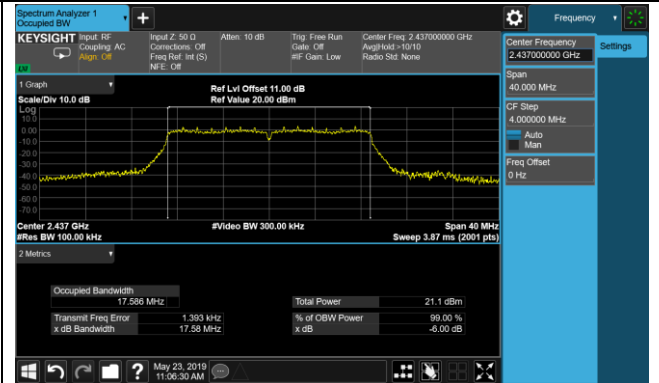 Spectrum Analyzer 1
Occupied BW
+
Frequency
KEYSIGHT Input: RF Input Z: 50 Ω Atten: 10 dB Trig: Free Run Center Freq: 2.437000000 GHz
Coupling: AC Corrections: Off Gate: Off Avg|Hold:>10/10
Align: Off Freq Ref: Int (S) #IF Gain: Low Radio Std: None
NFE: Off
Center Frequency
2.437000000 GHz
Settings
Span
40.000 MHz
CF Step
4.000000 MHz
Auto
Man
Freq Offset
0 Hz
1 Graph
Ref Lvl Offset 11.00 dB
Scale/Div 10.0 dB Ref Value 20.00 dBm
Log
10.0
0.00
-10.0
-20.0
-30.0
-40.0
-50.0
-60.0
-70.0
Center 2.437 GHz #Video BW 300.00 kHz Span 40 MHz
#Res BW 100.00 kHz Sweep 3.87 ms (2001 pts)
2 Metrics
Occupied Bandwidth
17.586 MHz Total Power 21.1 dBm
Transmit Freq Error 1.393 kHz % of OBW Power 99.00 %
x dB Bandwidth 17.58 MHz x dB -6.00 dB
? May 23, 2019
11:06:30 AM